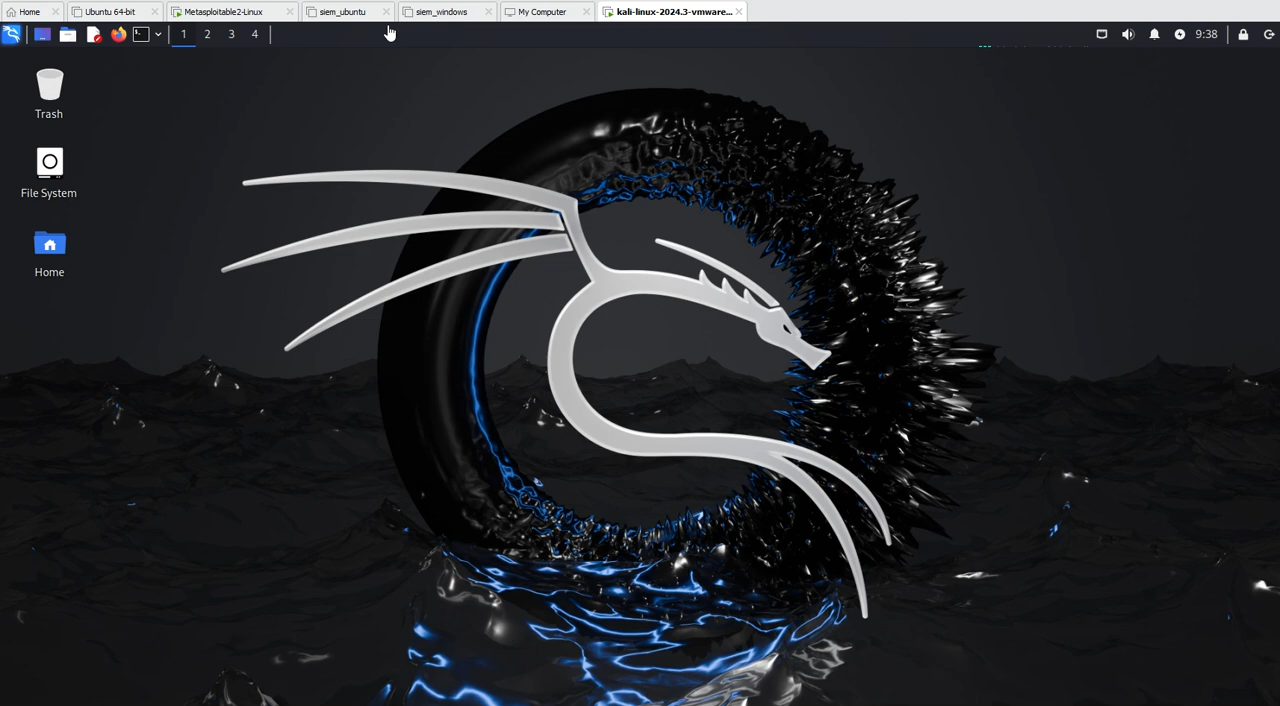 Home Ubuntu 64-bit Metasploitable2-Linux siem_ubuntu siem_windows My Computer kali-linux-2024.3-vmware...
1 2 3 4 9:38
Trash
File System
Home